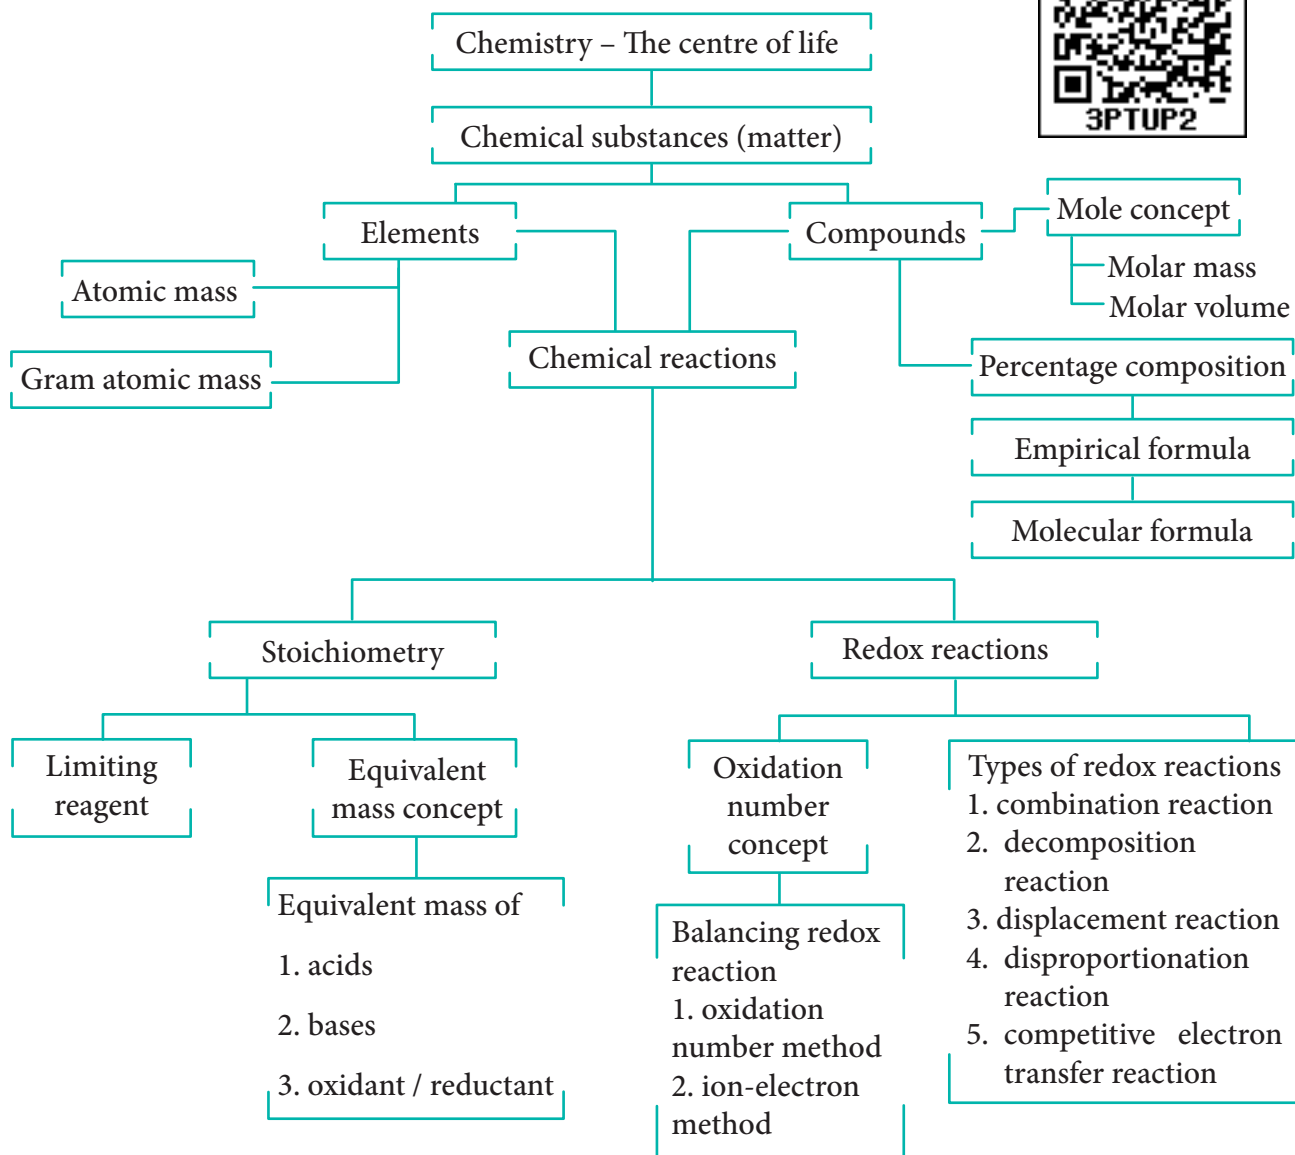 3PTUP2
Chemistry – The centre of life
Chemical substances (matter)
Elements
Compounds
Mole concept
Molar mass
Molar volume
Atomic mass
Gram atomic mass
Chemical reactions
Percentage composition
Empirical formula
Molecular formula
Stoichiometry
Redox reactions
Limiting
reagent
Equivalent
mass concept
Equivalent mass of
1. acids
2. bases
3. oxidant / reductant
Oxidation
number
concept
Balancing redox
reaction
1. oxidation
number method
2. ion-electron
method
Types of redox reactions
1. combination reaction
2. decomposition
reaction
3. displacement reaction
4. disproportionation
reaction
5. competitive electron
transfer reaction